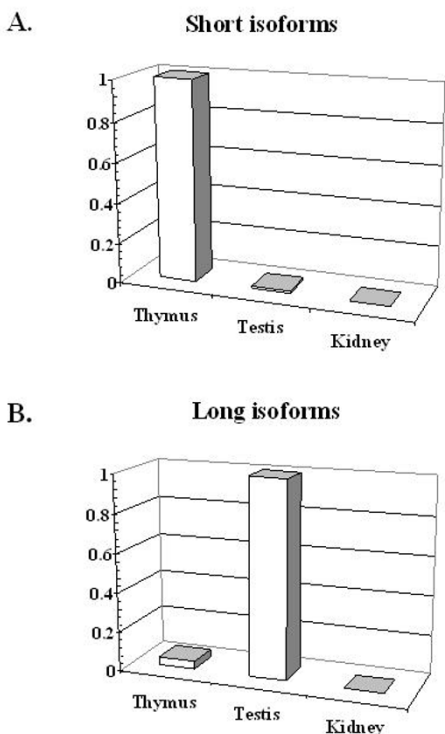 A.
Short isoforms
1
0.8
0.6
0.4
0.2
0
Thymus
Testis
Kidney
B.
Long isoforms
1
0.8
0.6
0.4
0.2
0
Thymus
Testis
Kidney